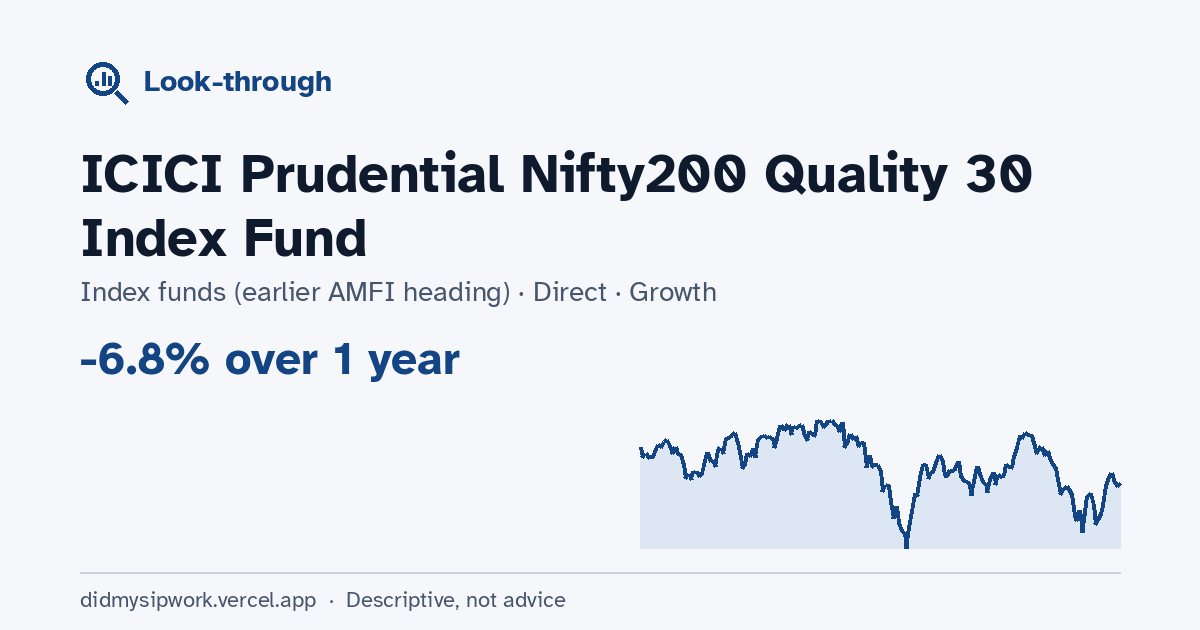 Look-through
ICICI Prudential Nifty200 Quality 30
Index Fund
Index funds (earlier AMFI heading) · Direct · Growth
-6.8% over 1 year
didmysipwork.vercel.app · Descriptive, not advice